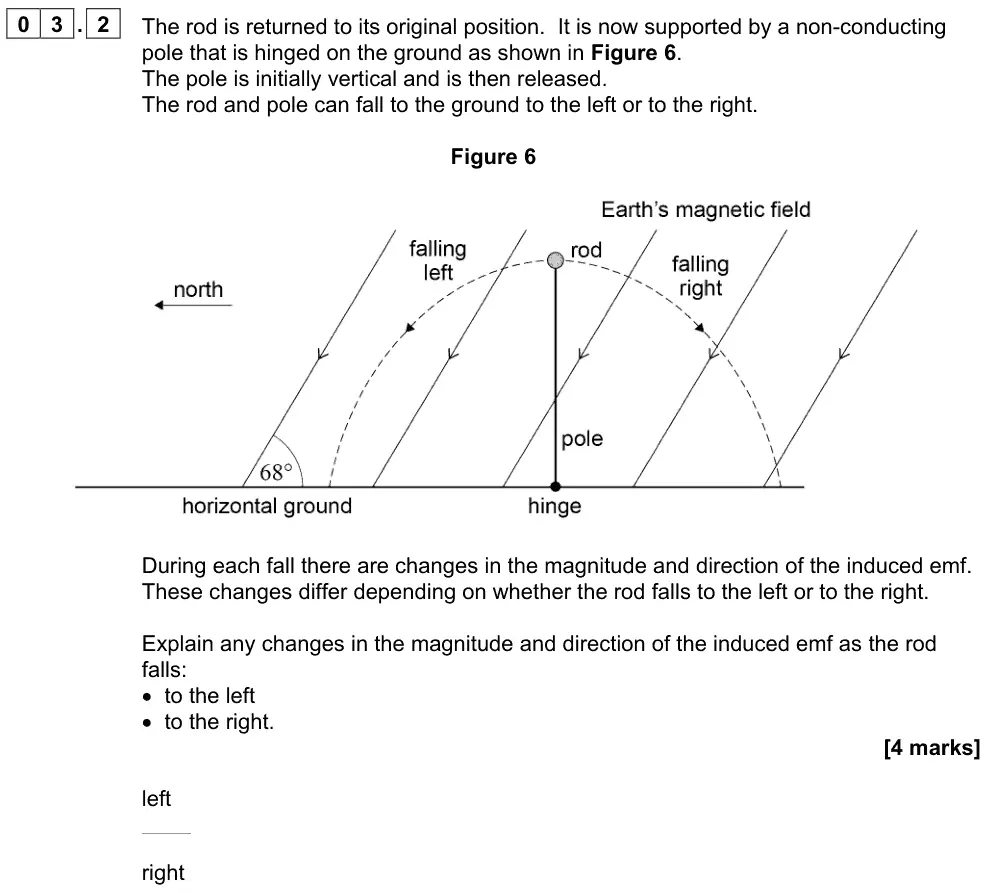 03.2 The rod is returned to its original position. It is now supported by a non-conducting
pole that is hinged on the ground as shown in Figure 6.
The pole is initially vertical and is then released.
The rod and pole can fall to the ground to the left or to the right.
Figure 6
Earth's magnetic field
falling
left
rod
falling
right
north
pole
68°
horizontal ground
hinge
During each fall there are changes in the magnitude and direction of the induced emf.
These changes differ depending on whether the rod falls to the left or to the right.
Explain any changes in the magnitude and direction of the induced emf as the rod
falls:
• to the left
• to the right.
[4 marks]
left
right